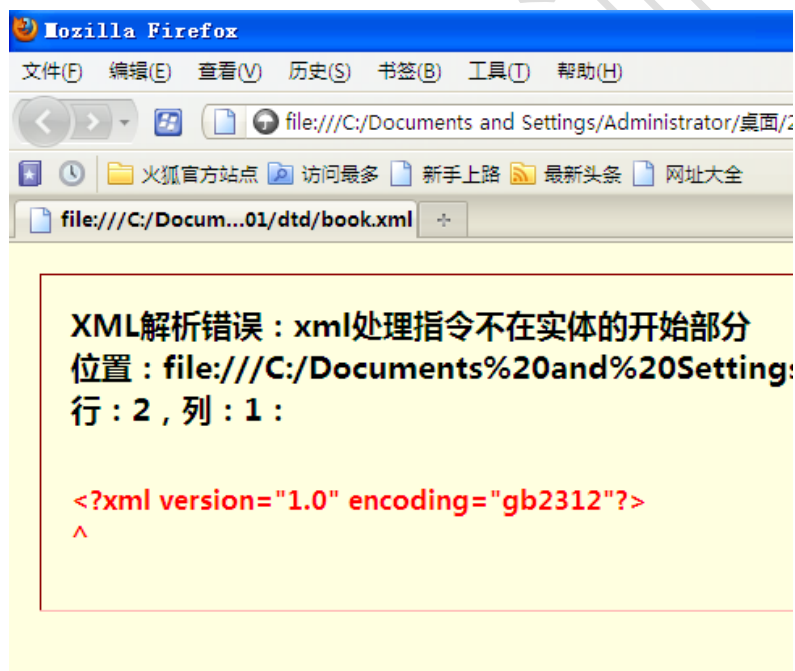 Mozilla Firefox
文件(F) 编辑(E) 查看(V) 历史(S) 书签(B) 工具(T) 帮助(H)
file:///C:/Documents and Settings/Administrator/桌面/2
火狐官方站点 访问最多 新手上路 最新头条 网址大全
file:///C:/Docum...01/dtd/book.xml
XML解析错误：xml处理指令不在实体的开始部分
位置：file:///C:/Documents%20and%20Settings
行：2，列：1：
<?xml version="1.0" encoding="gb2312"?>
^